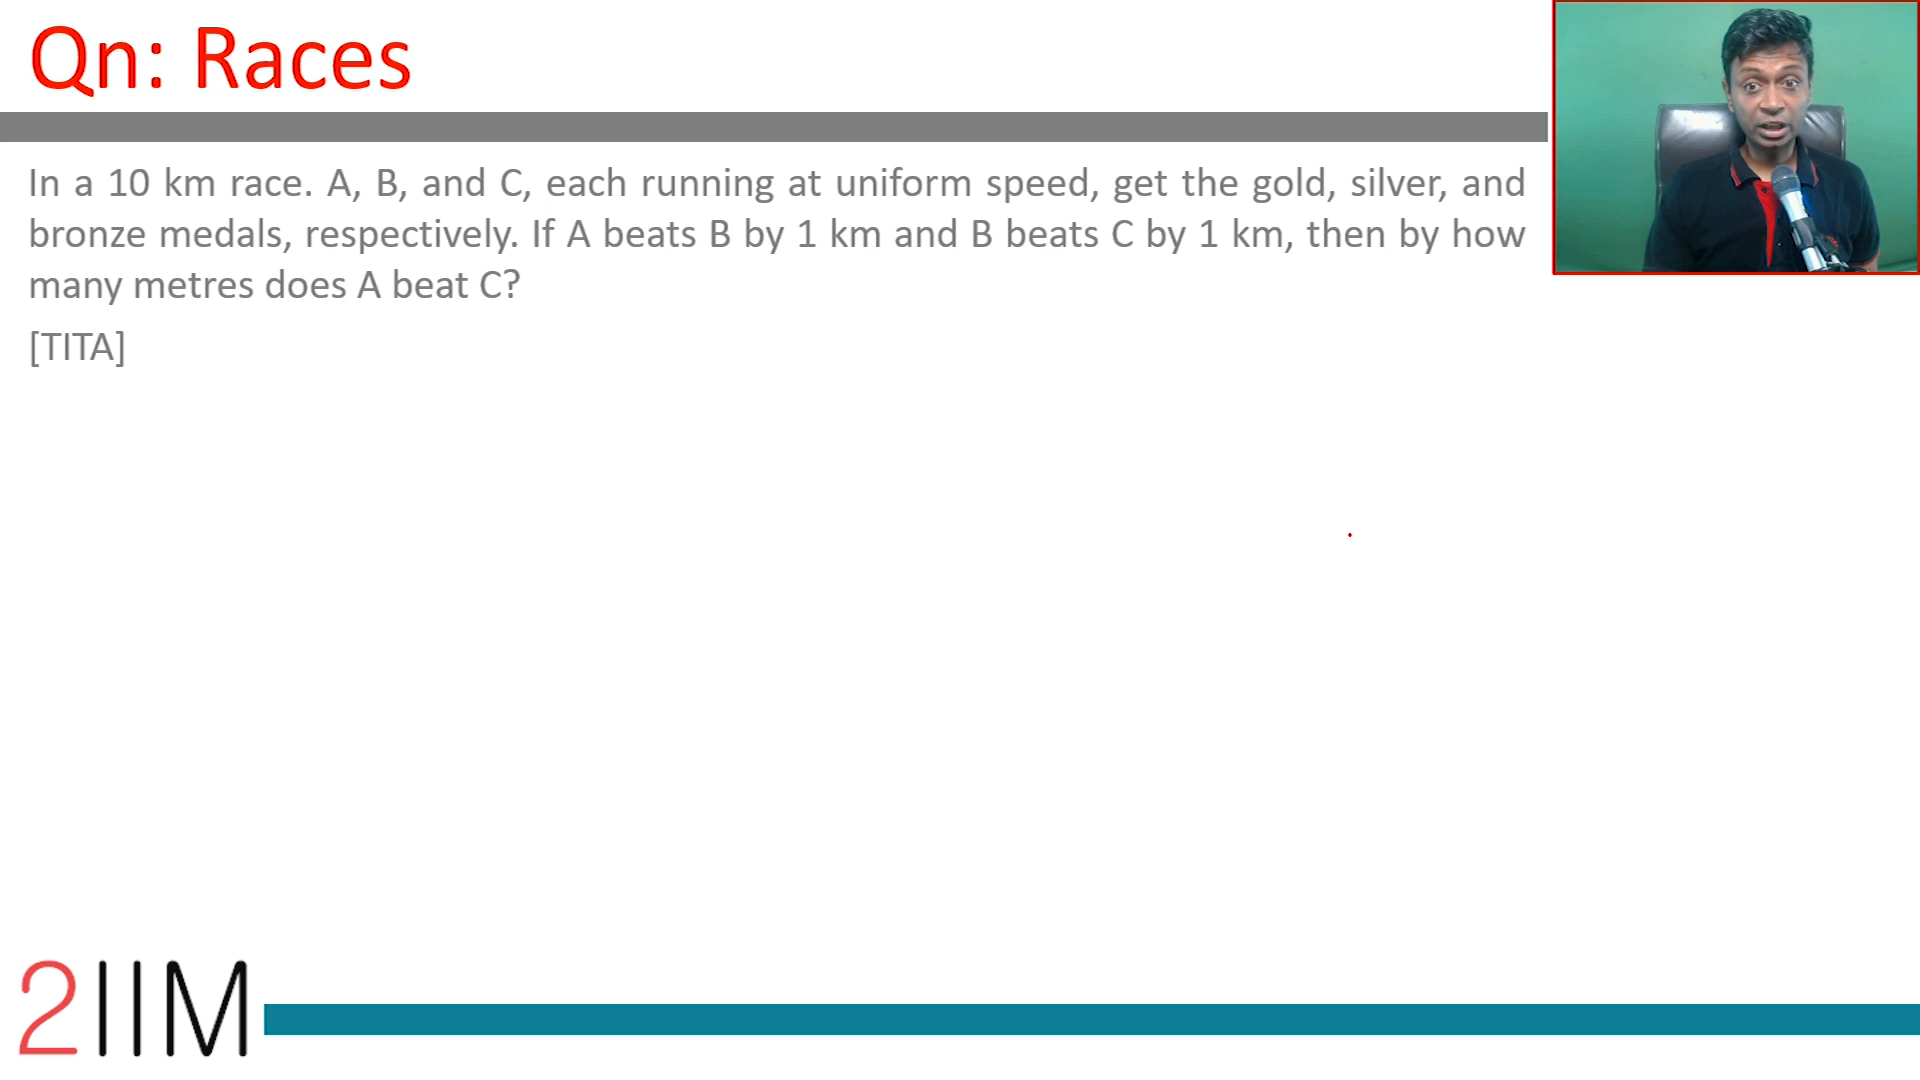 Qn: Races
In a 10 km race. A, B, and C, each running at uniform speed, get the gold, silver, and
bronze medals, respectively. If A beats B by 1 km and B beats C by 1 km, then by how
many metres does A beat C?
[TITA]
2IIM